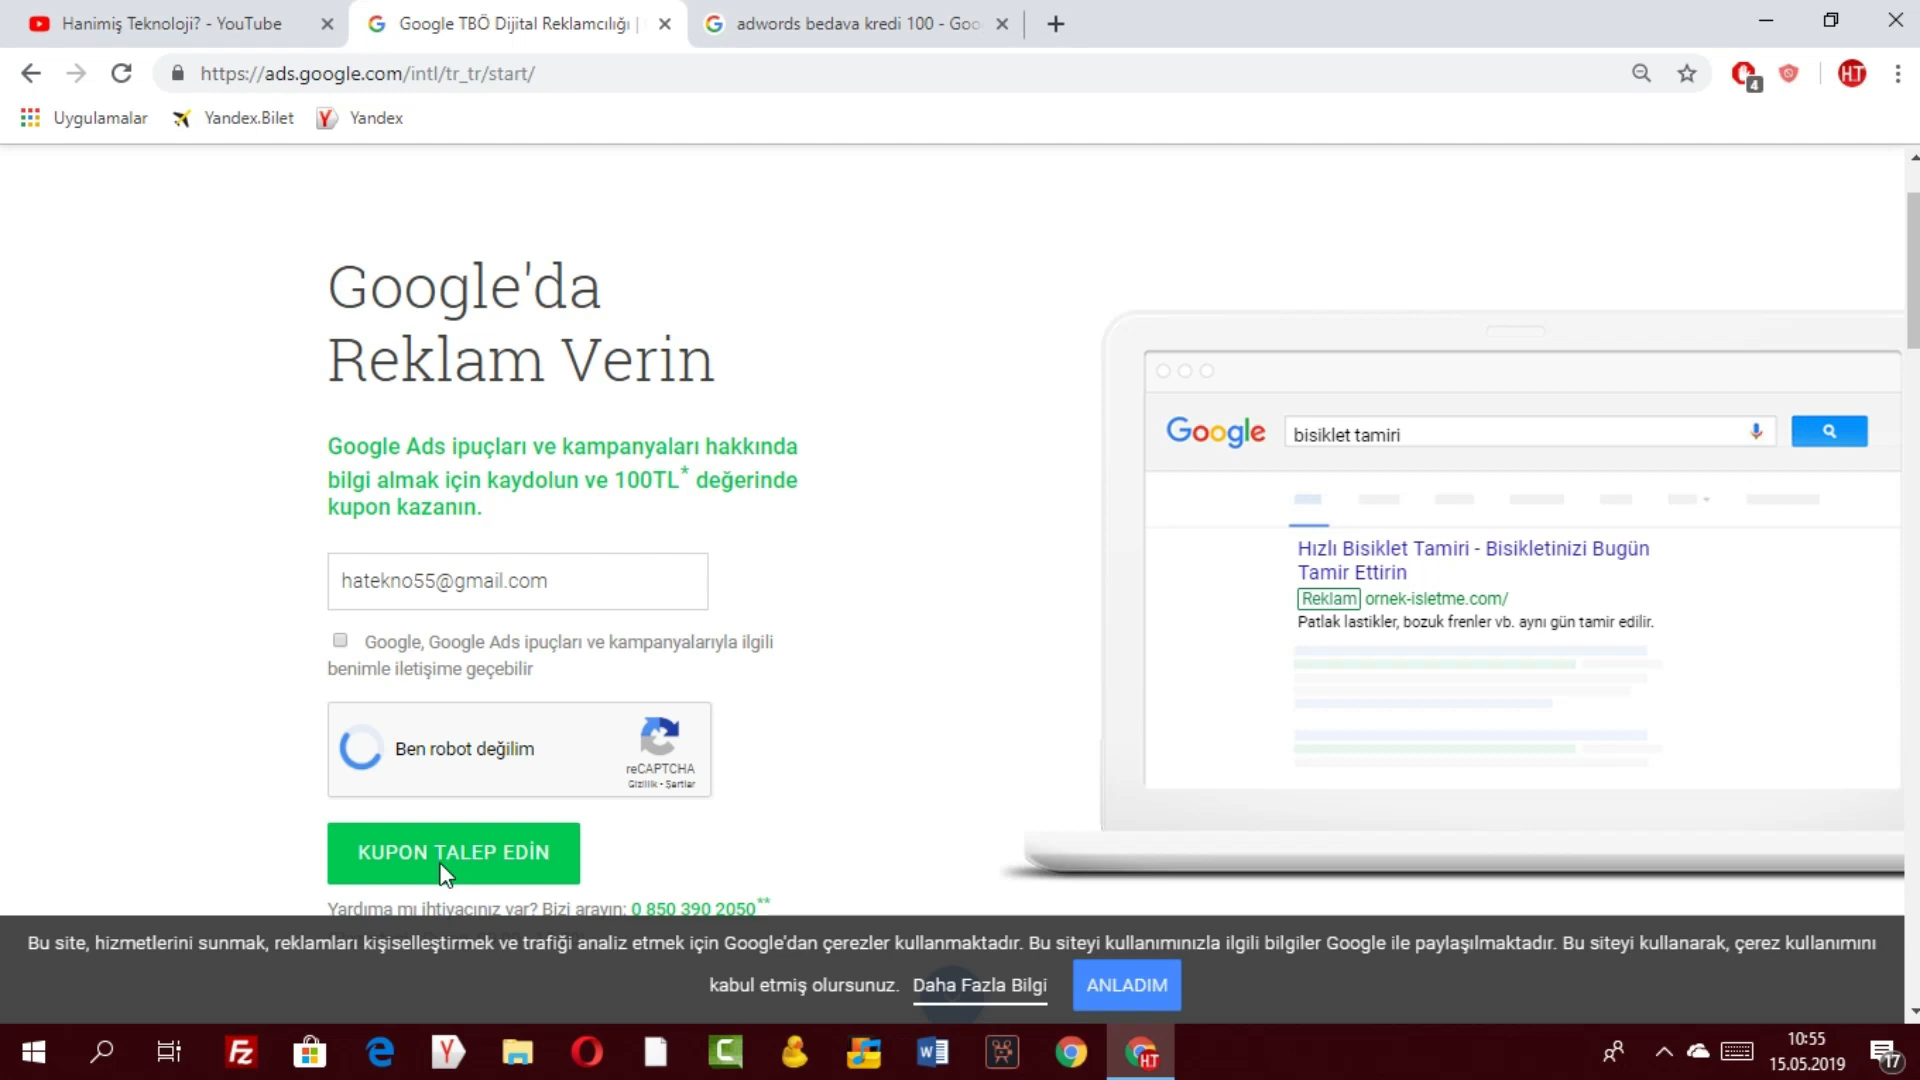 Hanimiş Teknoloji? - YouTube
Google TBÖ Dijital Reklamcılığı |
adwords bedava kredi 100 - Goo
https://ads.google.com/intl/tr_tr/start/
4
HT
Uygulamalar
Yandex.Bilet
Yandex
Google'da
Reklam Verin
Google Ads ipuçları ve kampanyaları hakkında
bilgi almak için kaydolun ve 100TL* değerinde
kupon kazanın.
hatekno55@gmail.com
Google, Google Ads ipuçları ve kampanyalarıyla ilgili
benimle iletişime geçebilir
Ben robot değilim
reCAPTCHA
Gizlilik - Şartlar
KUPON TALEP EDİN
Yardıma mı ihtiyacınız var? Bizi arayın: 0 850 390 2050**
Google
bisiklet tamiri
Hızlı Bisiklet Tamiri - Bisikletinizi Bugün
Tamir Ettirin
Reklam ornek-isletme.com/
Patlak lastikler, bozuk frenler vb. aynı gün tamir edilir.
Bu site, hizmetlerini sunmak, reklamları kişiselleştirmek ve trafiği analiz etmek için Google'dan çerezler kullanmaktadır. Bu siteyi kullanımınızla ilgili bilgiler Google ile paylaşılmaktadır. Bu siteyi kullanarak, çerez kullanımını
kabul etmiş olursunuz. Daha Fazla Bilgi ANLADIM
10:55
15.05.2019
17